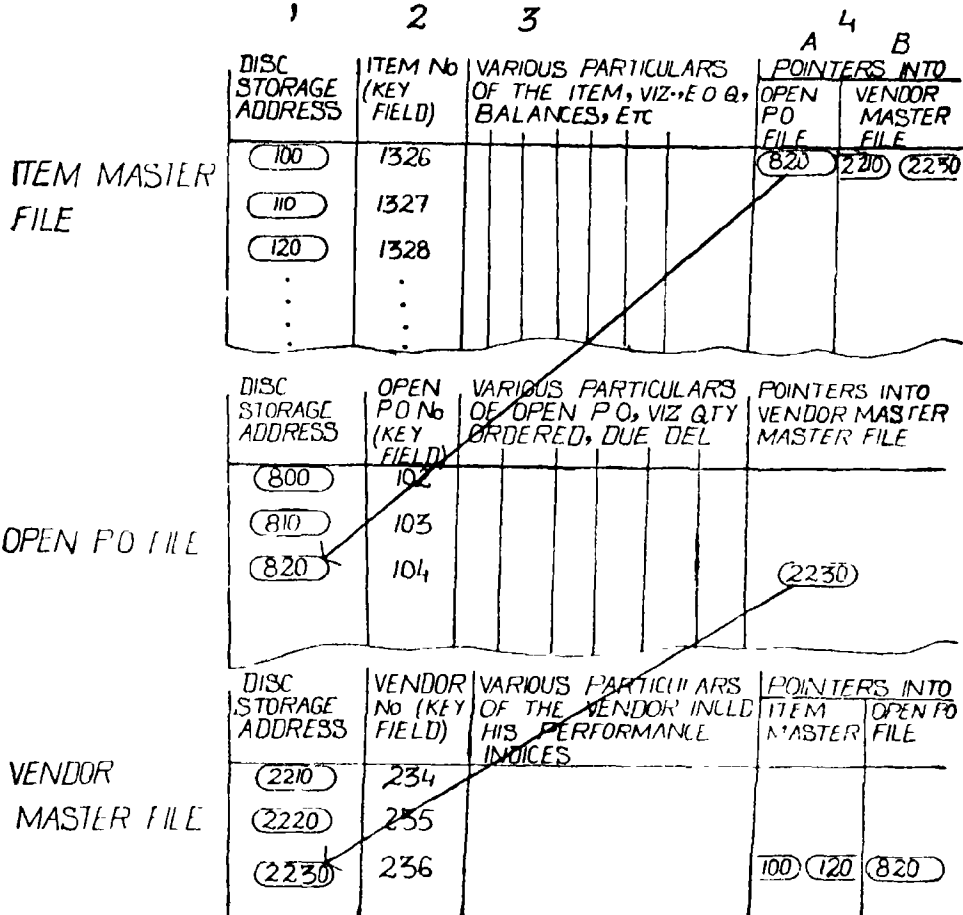 1 2 3 4
A B
DISC STORAGE ADDRESS
ITEM No (KEY FIELD)
VARIOUS PARTICULARS OF THE ITEM, VIZ., E O Q, BALANCES, ETC
POINTERS INTO
OPEN PO FILE
VENDOR MASTER FILE
ITEM MASTER FILE
100 1326 820 2210 2230
110 1327
120 1328
DISC STORAGE ADDRESS
OPEN P O No (KEY FIELD)
VARIOUS PARTICULARS OF OPEN P O, VIZ QTY ORDERED, DUE DEL
POINTERS INTO VENDOR MASTER MASTER FILE
OPEN PO FILE
800 102
810 103
820 104 2230
DISC STORAGE ADDRESS
VENDOR No (KEY FIELD)
VARIOUS PARTICULARS OF THE VENDOR INCLD HIS PERFORMANCE INDICES
POINTERS INTO
ITEM MASTER
OPEN PO FILE
VENDOR MASTER FILE
2210 234
2220 235
2230 236 100 120 820